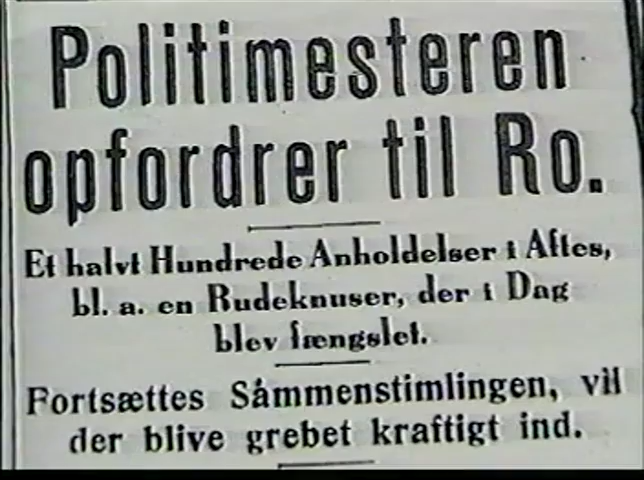 Politimesteren
opfordrer til Ro.
Et halvt Hundrede Anholdelser i Aftes,
bl. a. en Rudeknuser, der i Dag
blev fængslet.
Fortsættes Såmmenstimlingen, vil
der blive grebet kraftigt ind.